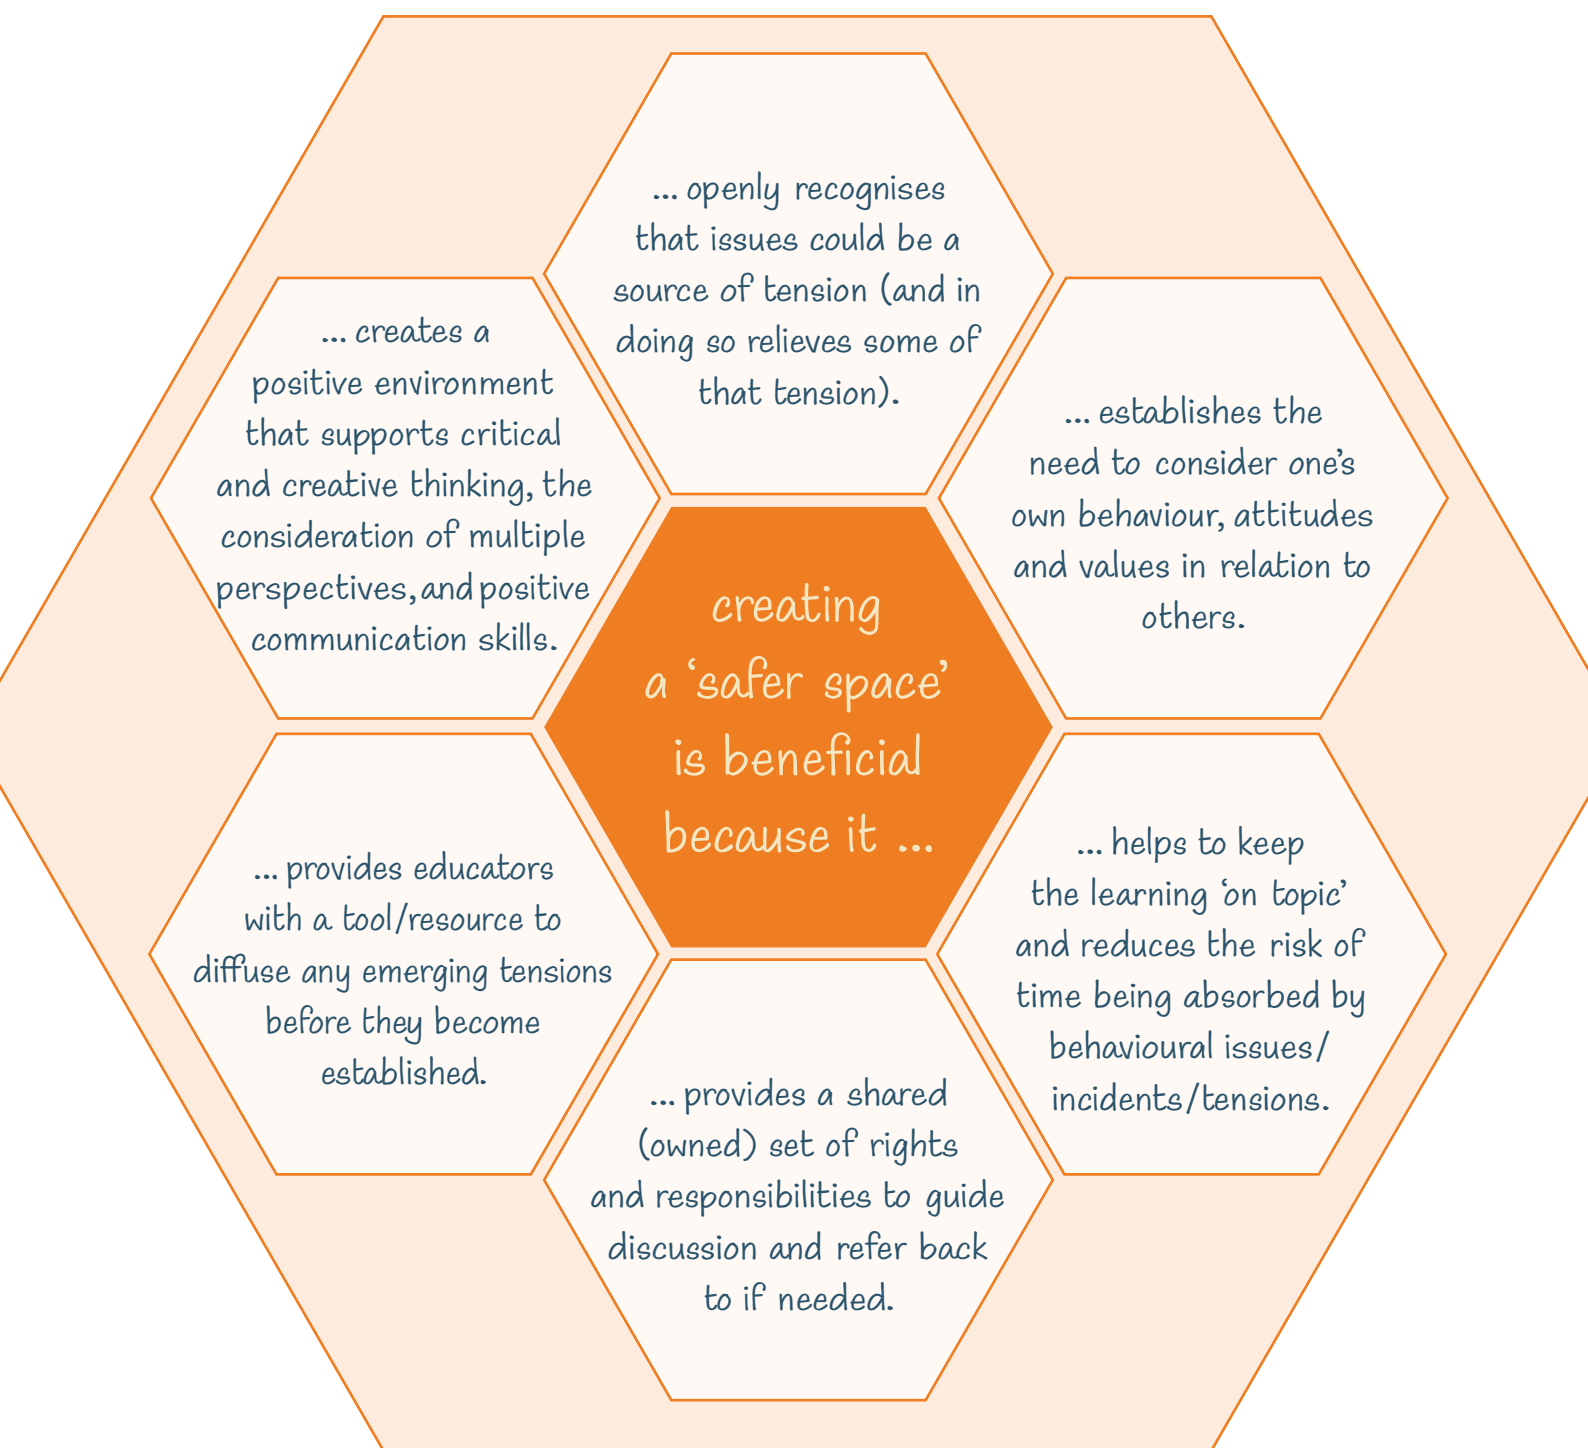 creating
a ‘safer space’
is beneficial
because it ...
... openly recognises
that issues could be a
source of tension (and in
doing so relieves some of
that tension).
... establishes the
need to consider one’s
own behaviour, attitudes
and values in relation to
others.
... helps to keep
the learning ‘on topic’
and reduces the risk of
time being absorbed by
behavioural issues/
incidents/tensions.
... provides a shared
(owned) set of rights
and responsibilities to guide
discussion and refer back
to if needed.
... provides educators
with a tool/resource to
diffuse any emerging tensions
before they become
established.
... creates a
positive environment
that supports critical
and creative thinking, the
consideration of multiple
perspectives, and positive
communication skills.